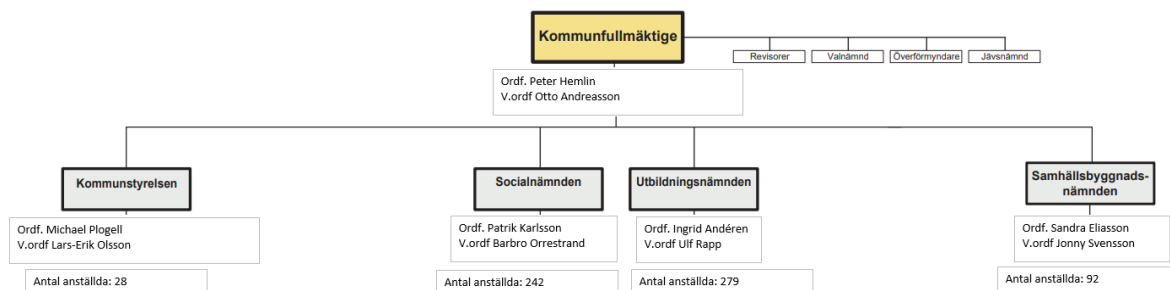 Kommunfullmäktige
Revisorer
Valnämnd
Överförmyndare
Jävsnämnd
Ordf. Peter Hemlin
V.ordf Otto Andreasson
Kommunstyrelsen
Ordf. Michael Plogell
V.ordf Lars-Erik Olsson
Antal anställda: 28
Socialnämnden
Ordf. Patrik Karlsson
V.ordf Barbro Orrestrand
Antal anställda: 242
Utbildningsnämnden
Ordf. Ingrid Andéren
V.ordf Ulf Rapp
Antal anställda: 279
Samhällsbyggnads-
nämnden
Ordf. Sandra Eliasson
V.ordf Jonny Svensson
Antal anställda: 92